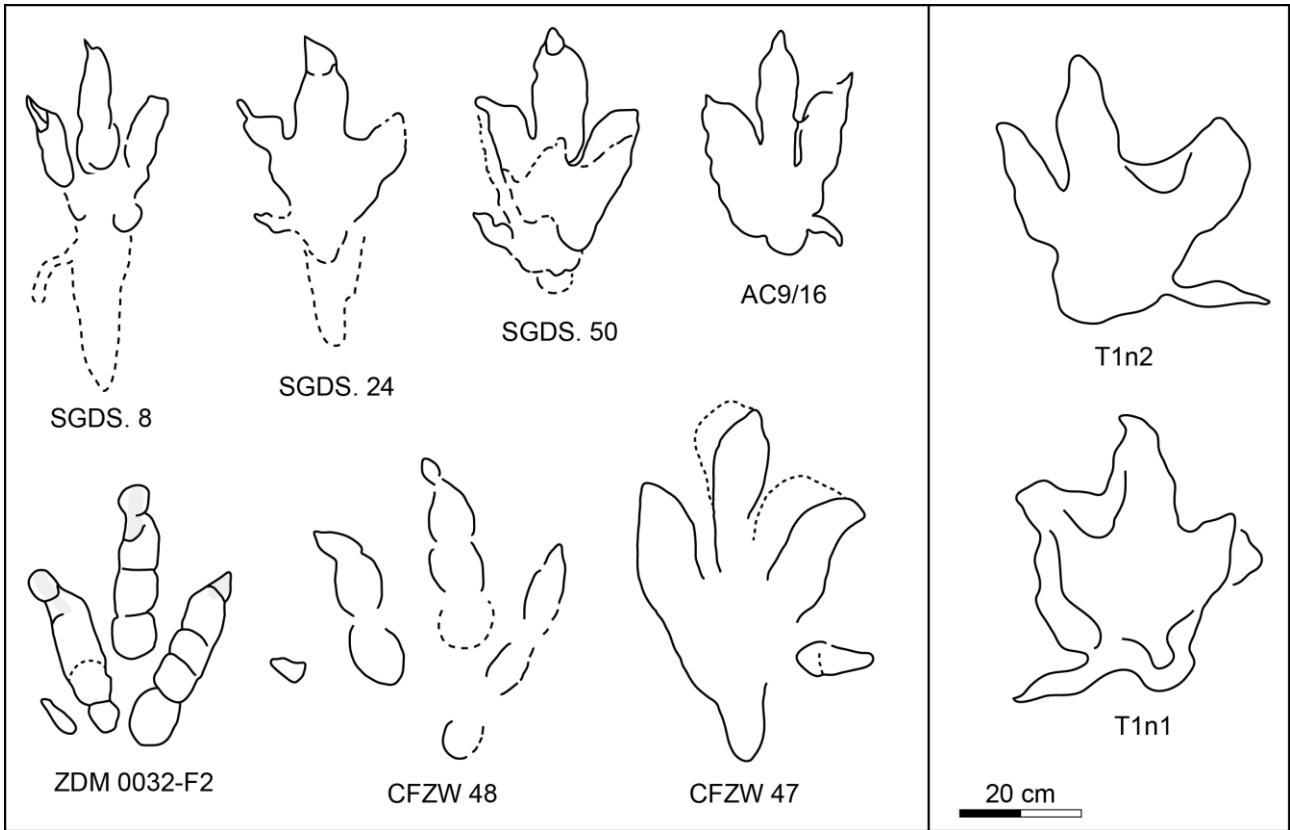 SGDS. 8
SGDS. 24
SGDS. 50
AC9/16
ZDM 0032-F2
CFZW 48
CFZW 47
T1n2
T1n1
20 cm